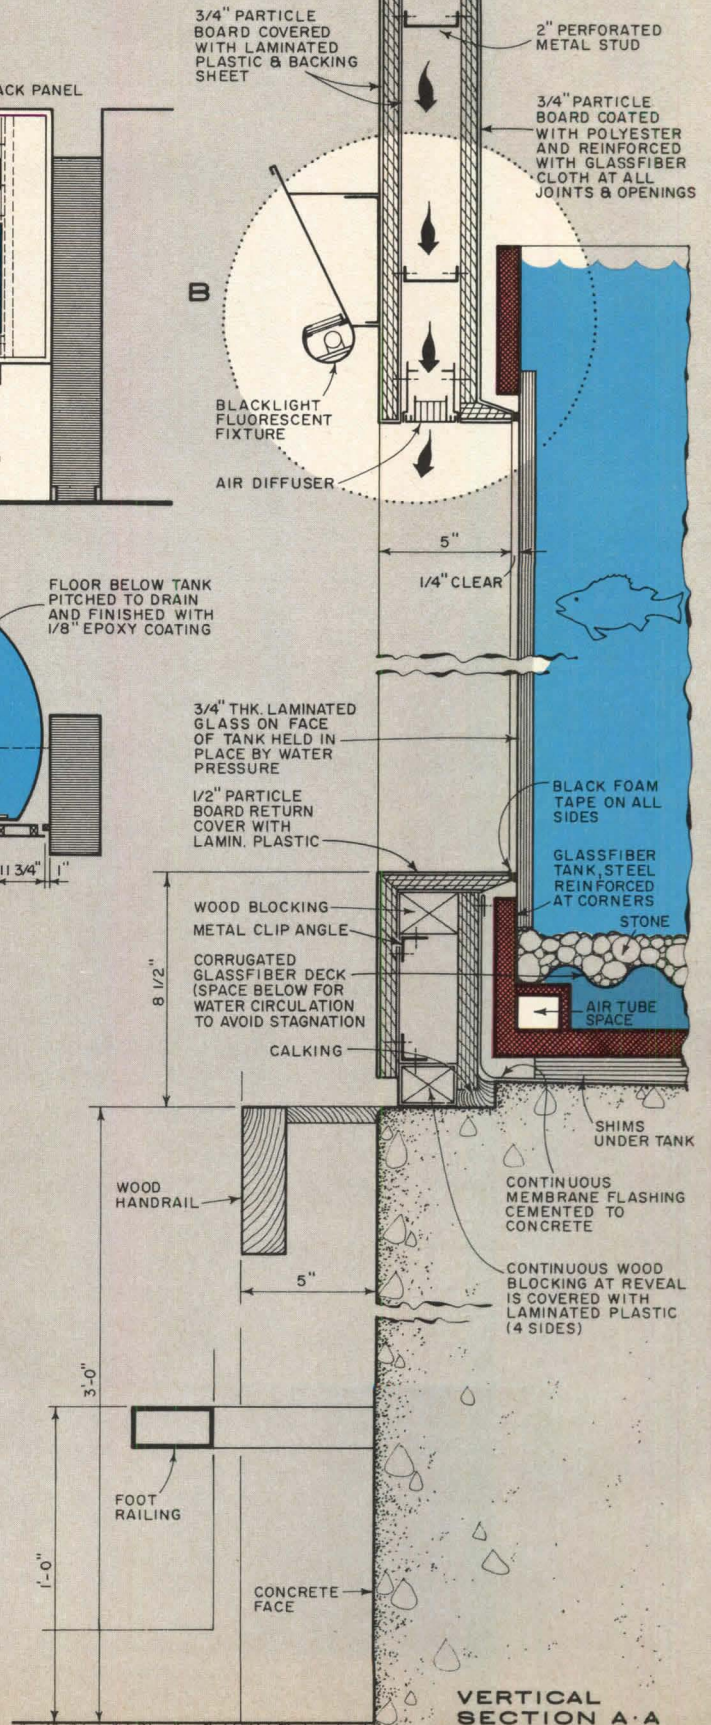 3/4" PARTICLE
BOARD COVERED
WITH LAMINATED
PLASTIC & BACKING
SHEET
2" PERFORATED
METAL STUD
ACK PANEL
3/4" PARTICLE
BOARD COATED
WITH POLYESTER
AND REINFORCED
WITH GLASSFIBER
CLOTH AT ALL
JOINTS & OPENINGS
B
BLACKLIGHT
FLUORESCENT
FIXTURE
AIR DIFFUSER
5"
1/4" CLEAR
FLOOR BELOW TANK
PITCHED TO DRAIN
AND FINISHED WITH
1/8" EPOXY COATING
3/4" THK. LAMINATED
GLASS ON FACE
OF TANK HELD IN
PLACE BY WATER
PRESSURE
1/2" PARTICLE
BOARD RETURN
COVER WITH
LAMIN. PLASTIC
BLACK FOAM
TAPE ON ALL
SIDES
GLASSFIBER
TANK, STEEL
REINFORCED
AT CORNERS
STONE
11 3/4"
1"
WOOD BLOCKING
METAL CLIP ANGLE
CORRUGATED
GLASSFIBER DECK
(SPACE BELOW FOR
WATER CIRCULATION
TO AVOID STAGNATION
8 1/2"
AIR TUBE
SPACE
CALKING
SHIMS
UNDER TANK
WOOD
HANDRAIL
CONTINUOUS
MEMBRANE FLASHING
CEMENTED TO
CONCRETE
5"
CONTINUOUS WOOD
BLOCKING AT REVEAL
IS COVERED WITH
LAMINATED PLASTIC
(4 SIDES)
3'-0"
FOOT
RAILING
1'-0"
CONCRETE
FACE
VERTICAL
SECTION A·A